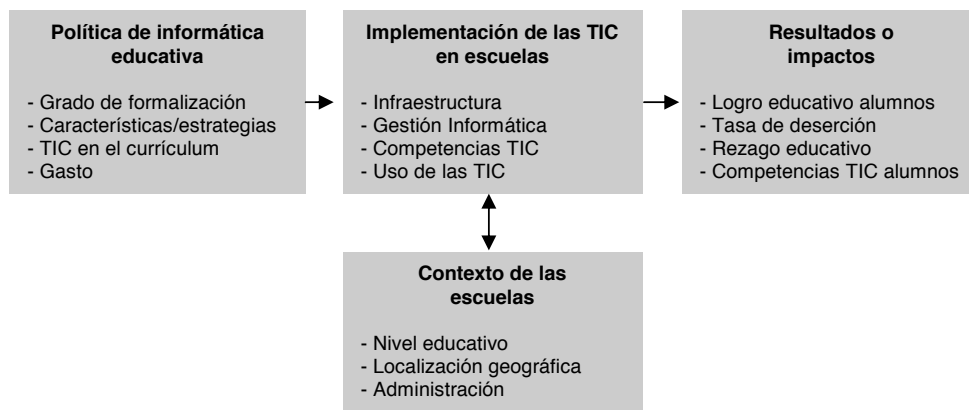 Política de informática
educativa
- Grado de formalización
- Características/estrategias
- TIC en el currículum
- Gasto
Implementación de las TIC
en escuelas
- Infraestructura
- Gestión Informática
- Competencias TIC
- Uso de las TIC
Resultados o
impactos
- Logro educativo alumnos
- Tasa de deserción
- Rezago educativo
- Competencias TIC alumnos
Contexto de las
escuelas
- Nivel educativo
- Localización geográfica
- Administración